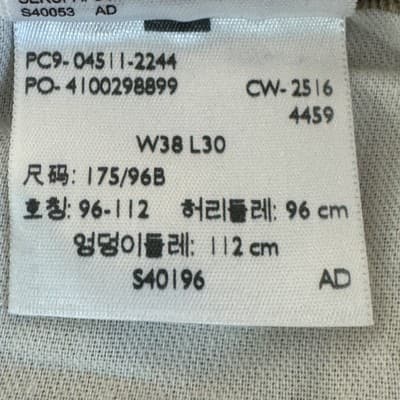 S40053 AD
PC9-04511-2244
PO-4100298899 CW-2516
4459
W38 L30
尺码: 175/96B
호칭: 96-112 허리둘레: 96 cm
엉덩이둘레: 112 cm
S40196 AD